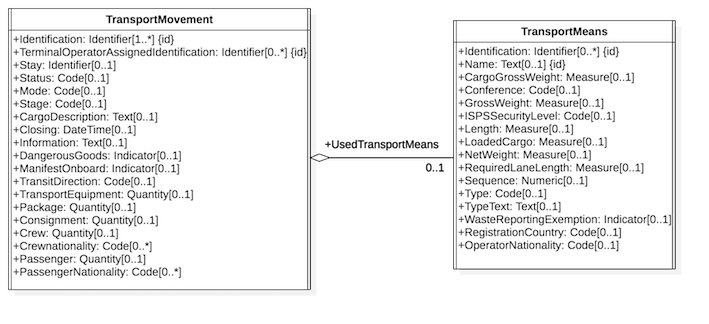 TransportMovement
+Identification: Identifier[1..*] {id}
+TerminalOperatorAssignedIdentification: Identifier[0..*] {id}
+Stay: Identifier[0..1]
+Status: Code[0..1]
+Mode: Code[0..1]
+Stage: Code[0..1]
+CargoDescription: Text[0..1]
+Closing: DateTime[0..1]
+Information: Text[0..1]
+DangerousGoods: Indicator[0..1]
+ManifestOnboard: Indicator[0..1]
+TransitDirection: Code[0..1]
+TransportEquipment: Quantity[0..1]
+Package: Quantity[0..1]
+Consignment: Quantity[0..1]
+Crew: Quantity[0..1]
+Crewnationality: Code[0..*]
+Passenger: Quantity[0..1]
+PassengerNationality: Code[0..*]
+UsedTransportMeans
0..1
TransportMeans
+Identification: Identifier[0..*] {id}
+Name: Text[0..1] {id}
+CargoGrossWeight: Measure[0..1]
+Conference: Code[0..1]
+GrossWeight: Measure[0..1]
+ISPSSecurityLevel: Code[0..1]
+Length: Measure[0..1]
+LoadedCargo: Measure[0..1]
+NetWeight: Measure[0..1]
+RequiredLaneLength: Measure[0..1]
+Sequence: Numeric[0..1]
+Type: Code[0..1]
+TypeText: Text[0..1]
+WasteReportingExemption: Indicator[0..1]
+RegistrationCountry: Code[0..1]
+OperatorNationality: Code[0..1]